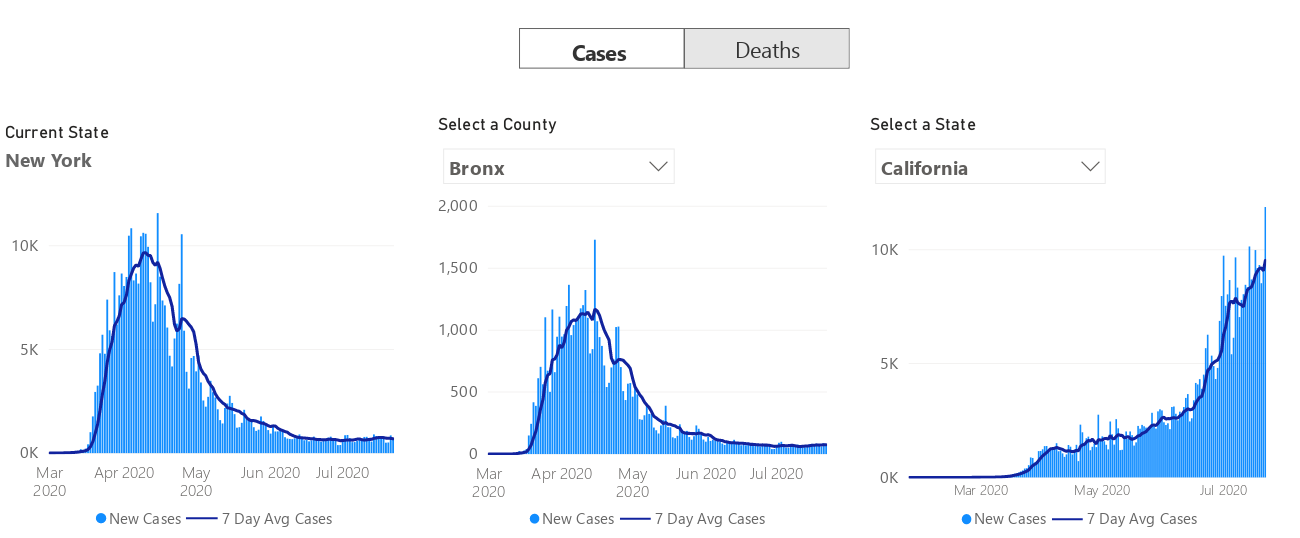 Cases
Deaths
Current State
New York
Select a County
Bronx
Select a State
California
10K
5K
0K
Mar 2020
Apr 2020
May 2020
Jun 2020
Jul 2020
New Cases
7 Day Avg Cases
2,000
1,500
1,000
500
0
Mar 2020
Apr 2020
May 2020
Jun 2020
Jul 2020
New Cases
7 Day Avg Cases
10K
5K
0K
Mar 2020
May 2020
Jul 2020
New Cases
7 Day Avg Cases